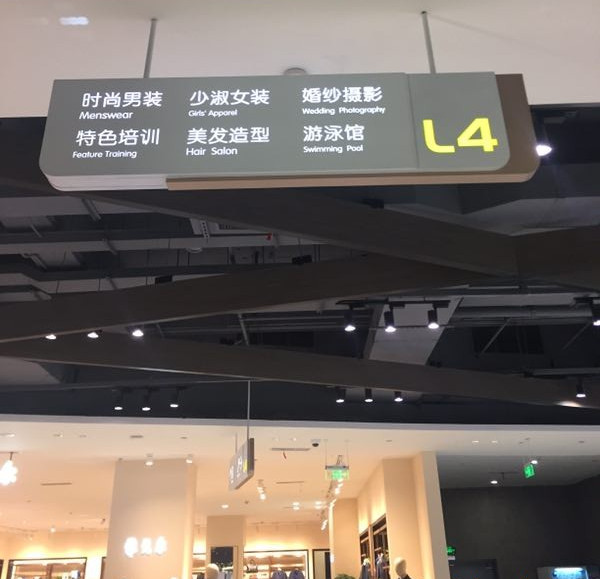 时尚男装 少淑女装 婚纱摄影
Menswear Girls' Apparel Wedding Photography
特色培训 美发造型 游泳馆
Feature Training Hair Salon Swimming Pool
L4